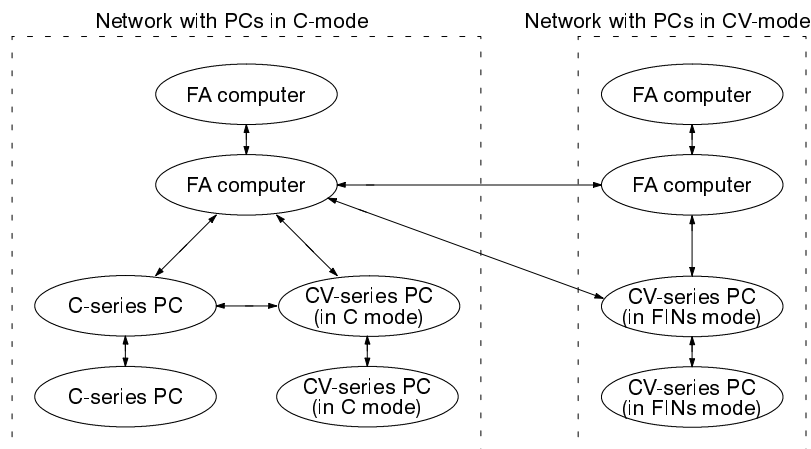 Network with PCs in C-mode
Network with PCs in CV-mode
FA computer
FA computer
FA computer
FA computer
C-series PC
CV-series PC
(in C mode)
CV-series PC
(in FINs mode)
C-series PC
CV-series PC
(in C mode)
CV-series PC
(in FINs mode)